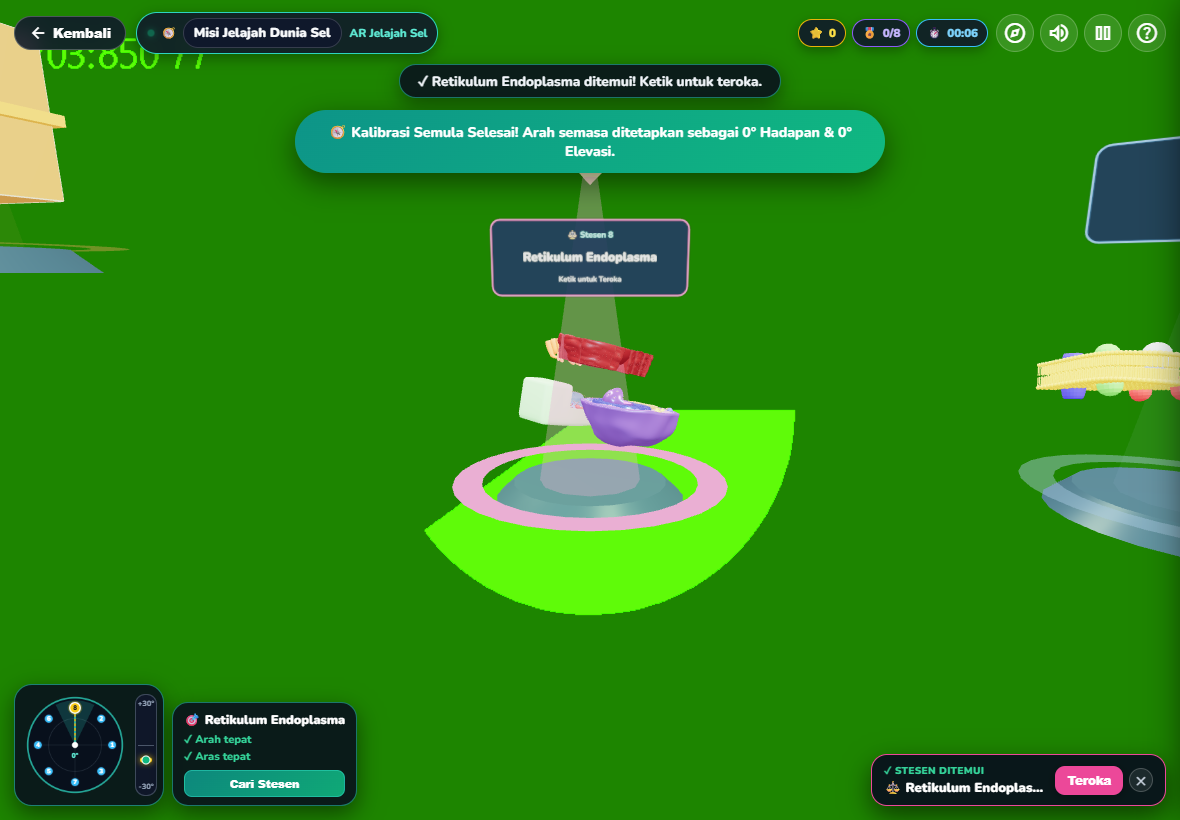 Kembali
Misi Jelajah Dunia Sel
AR Jelajah Sel
0
0/8
00:06
03:850 77
✓ Retikulum Endoplasma ditemui! Ketik untuk teroka.
Kalibrasi Semula Selesai! Arah semasa ditetapkan sebagai 0° Hadapan & 0°
Elevasi.
Stesen 8
Retikulum Endoplasma
Ketik untuk Teroka
8
0°
+30°
-30°
Retikulum Endoplasma
✓ Arah tepat
✓ Aras tepat
Cari Stesen
✓ STESEN DITEMUI
Retikulum Endoplas...
Teroka